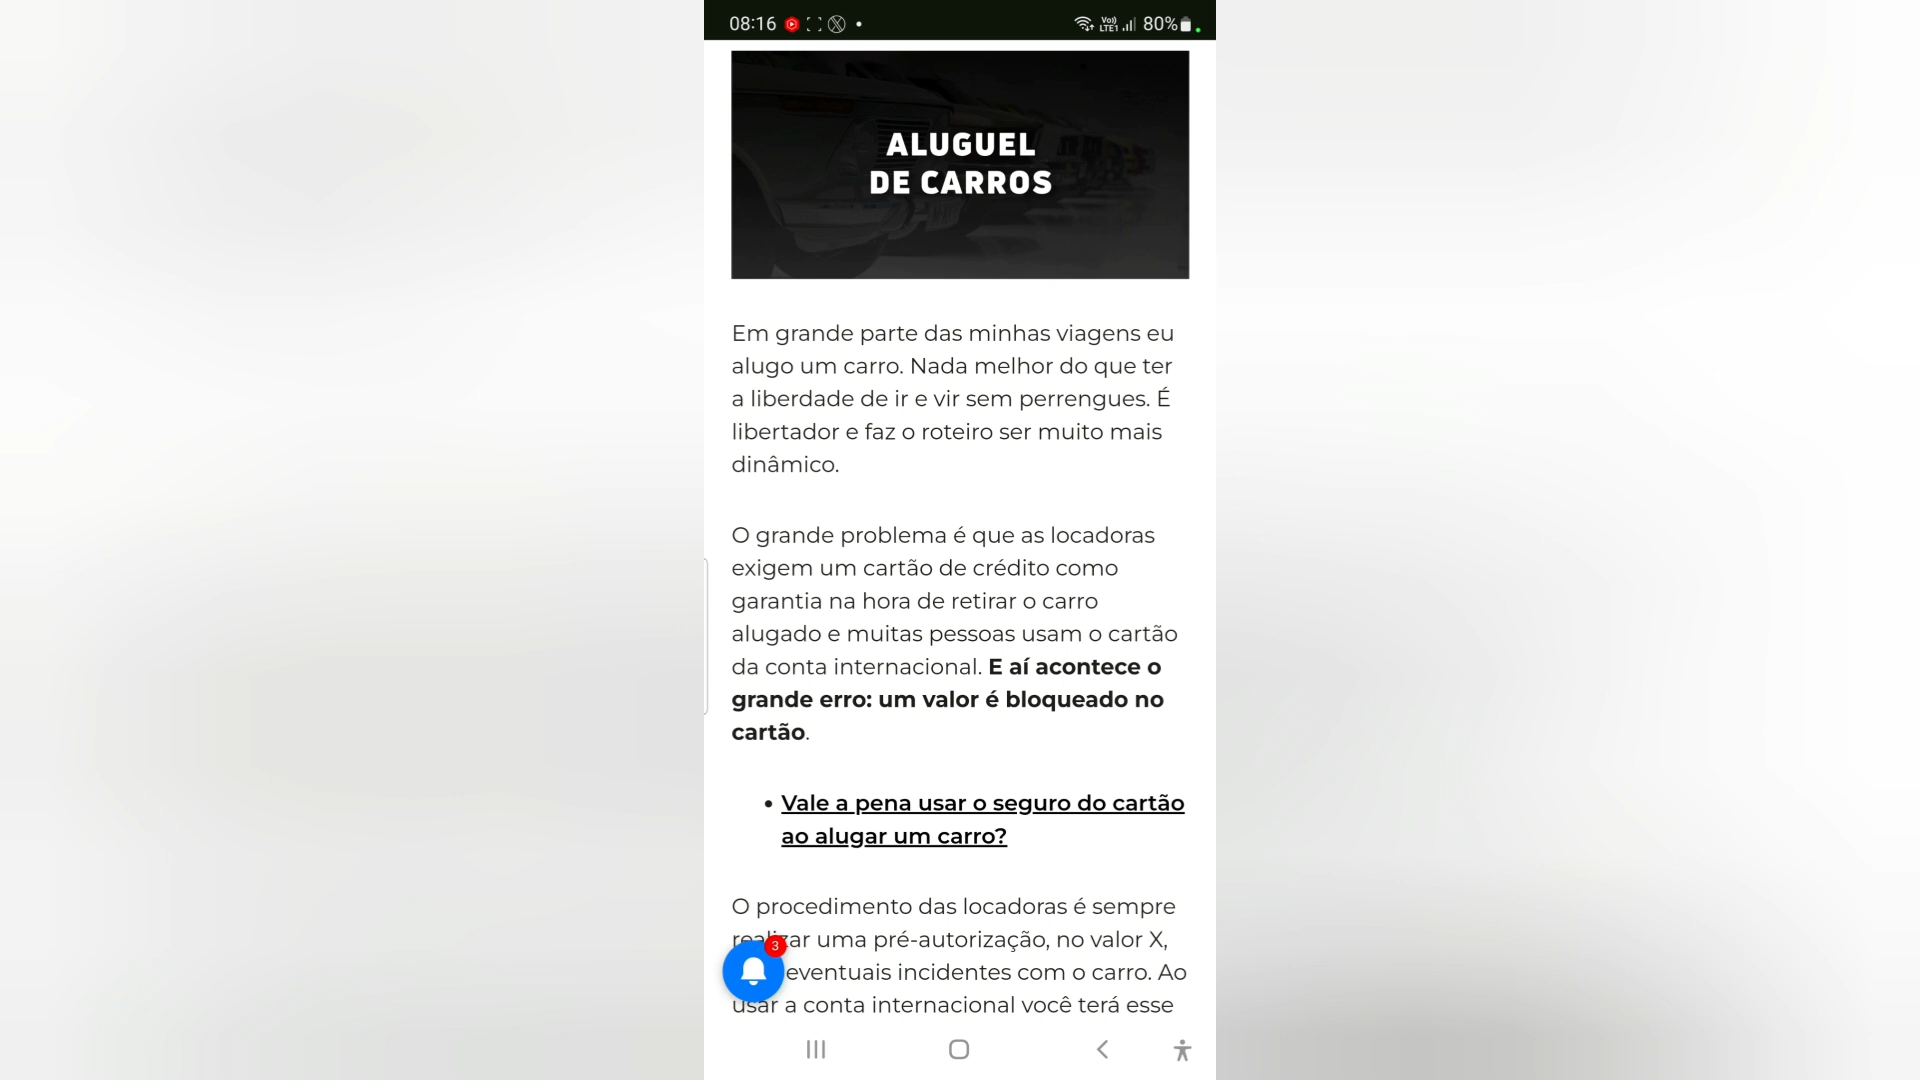 08:16
Vo))
LTE1
80%
ALUGUEL
DE CARROS
Em grande parte das minhas viagens eu
alugo um carro. Nada melhor do que ter
a liberdade de ir e vir sem perrengues. É
libertador e faz o roteiro ser muito mais
dinâmico.
O grande problema é que as locadoras
exigem um cartão de crédito como
garantia na hora de retirar o carro
alugado e muitas pessoas usam o cartão
da conta internacional. E aí acontece o
grande erro: um valor é bloqueado no
cartão.
• Vale a pena usar o seguro do cartão
ao alugar um carro?
O procedimento das locadoras é sempre
realizar uma pré-autorização, no valor X,
eventuais incidentes com o carro. Ao
usar a conta internacional você terá esse
3